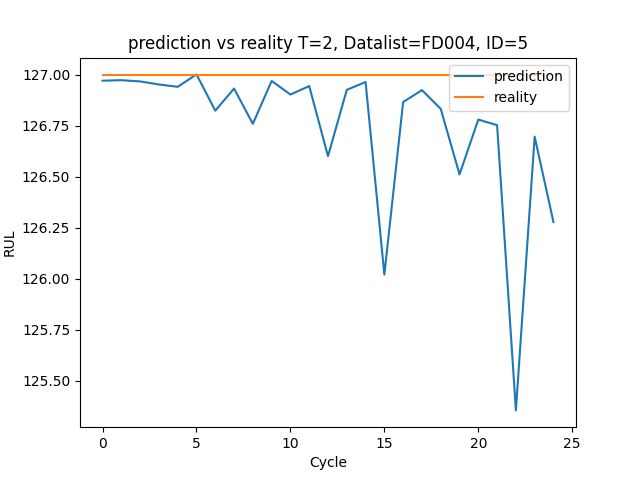 prediction vs reality T=2, Datalist=FD004, ID=5
127.00
126.75
126.50
126.25
126.00
125.75
125.50
RUL
prediction
reality
0 5 10 15 20 25
Cycle